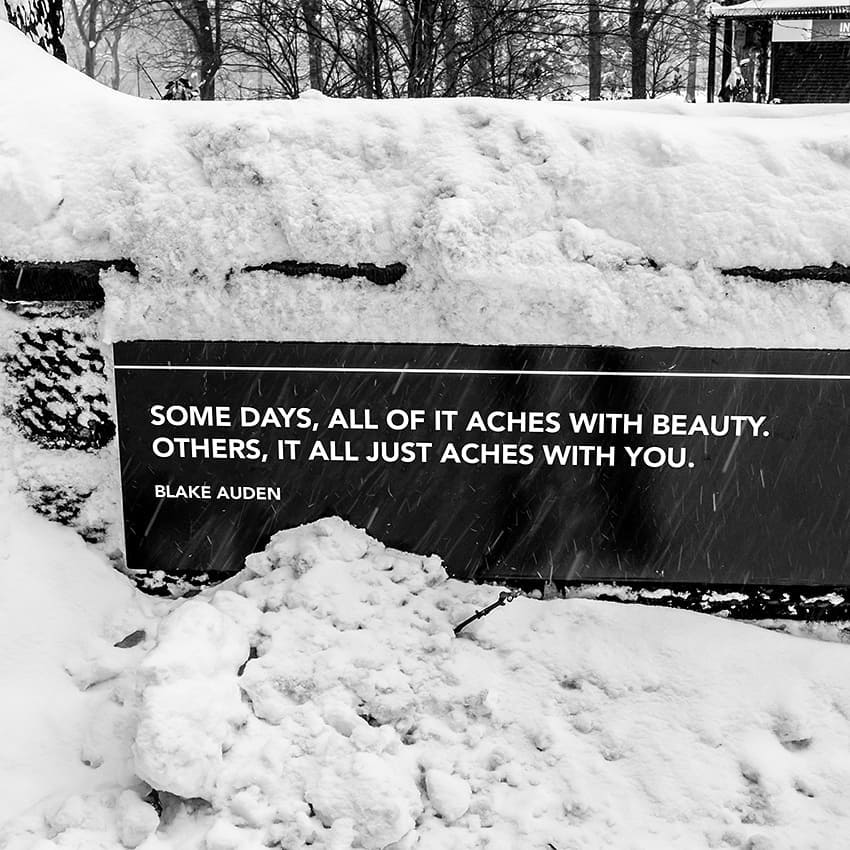 SOME DAYS, ALL OF IT ACHES WITH BEAUTY.
OTHERS, IT ALL JUST ACHES WITH YOU.
BLAKE AUDEN